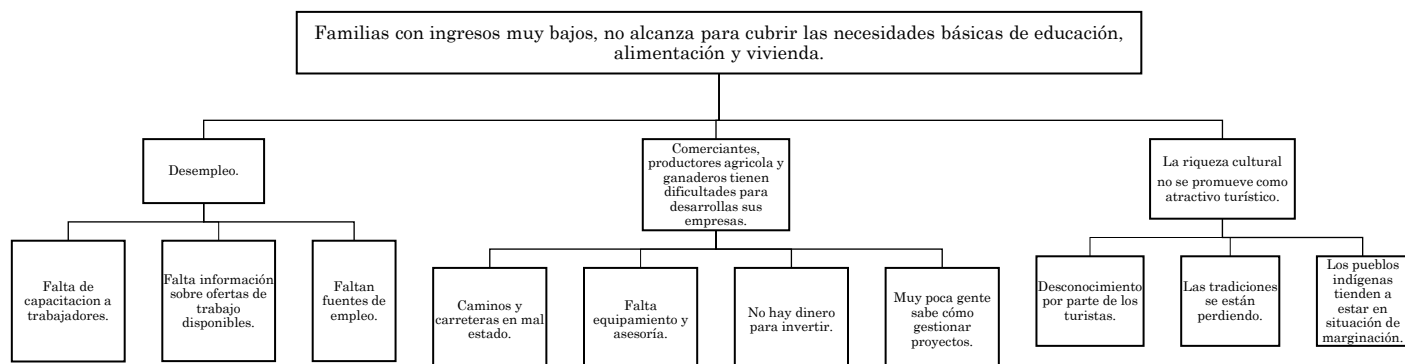 Familias con ingresos muy bajos, no alcanza para cubrir las necesidades básicas de educación,
alimentación y vivienda.
Desempleo.
Comerciantes,
productores agricola y
ganaderos tienen
dificultades para
desarrollas sus
empresas.
La riqueza cultural
no se promueve como
atractivo turístico.
Falta de
capacitacion a
trabajadores.
Falta información
sobre ofertas de
trabajo
disponibles.
Faltan
fuentes de
empleo.
Caminos y
carreteras en mal
estado.
Falta
equipamiento y
asesoría.
No hay dinero
para invertir.
Muy poca gente
sabe cómo
gestionar
proyectos.
Desconocimiento
por parte de los
turistas.
Las tradiciones
se están
perdiendo.
Los pueblos
indígenas
tienden a
estar en
situación de
marginación.